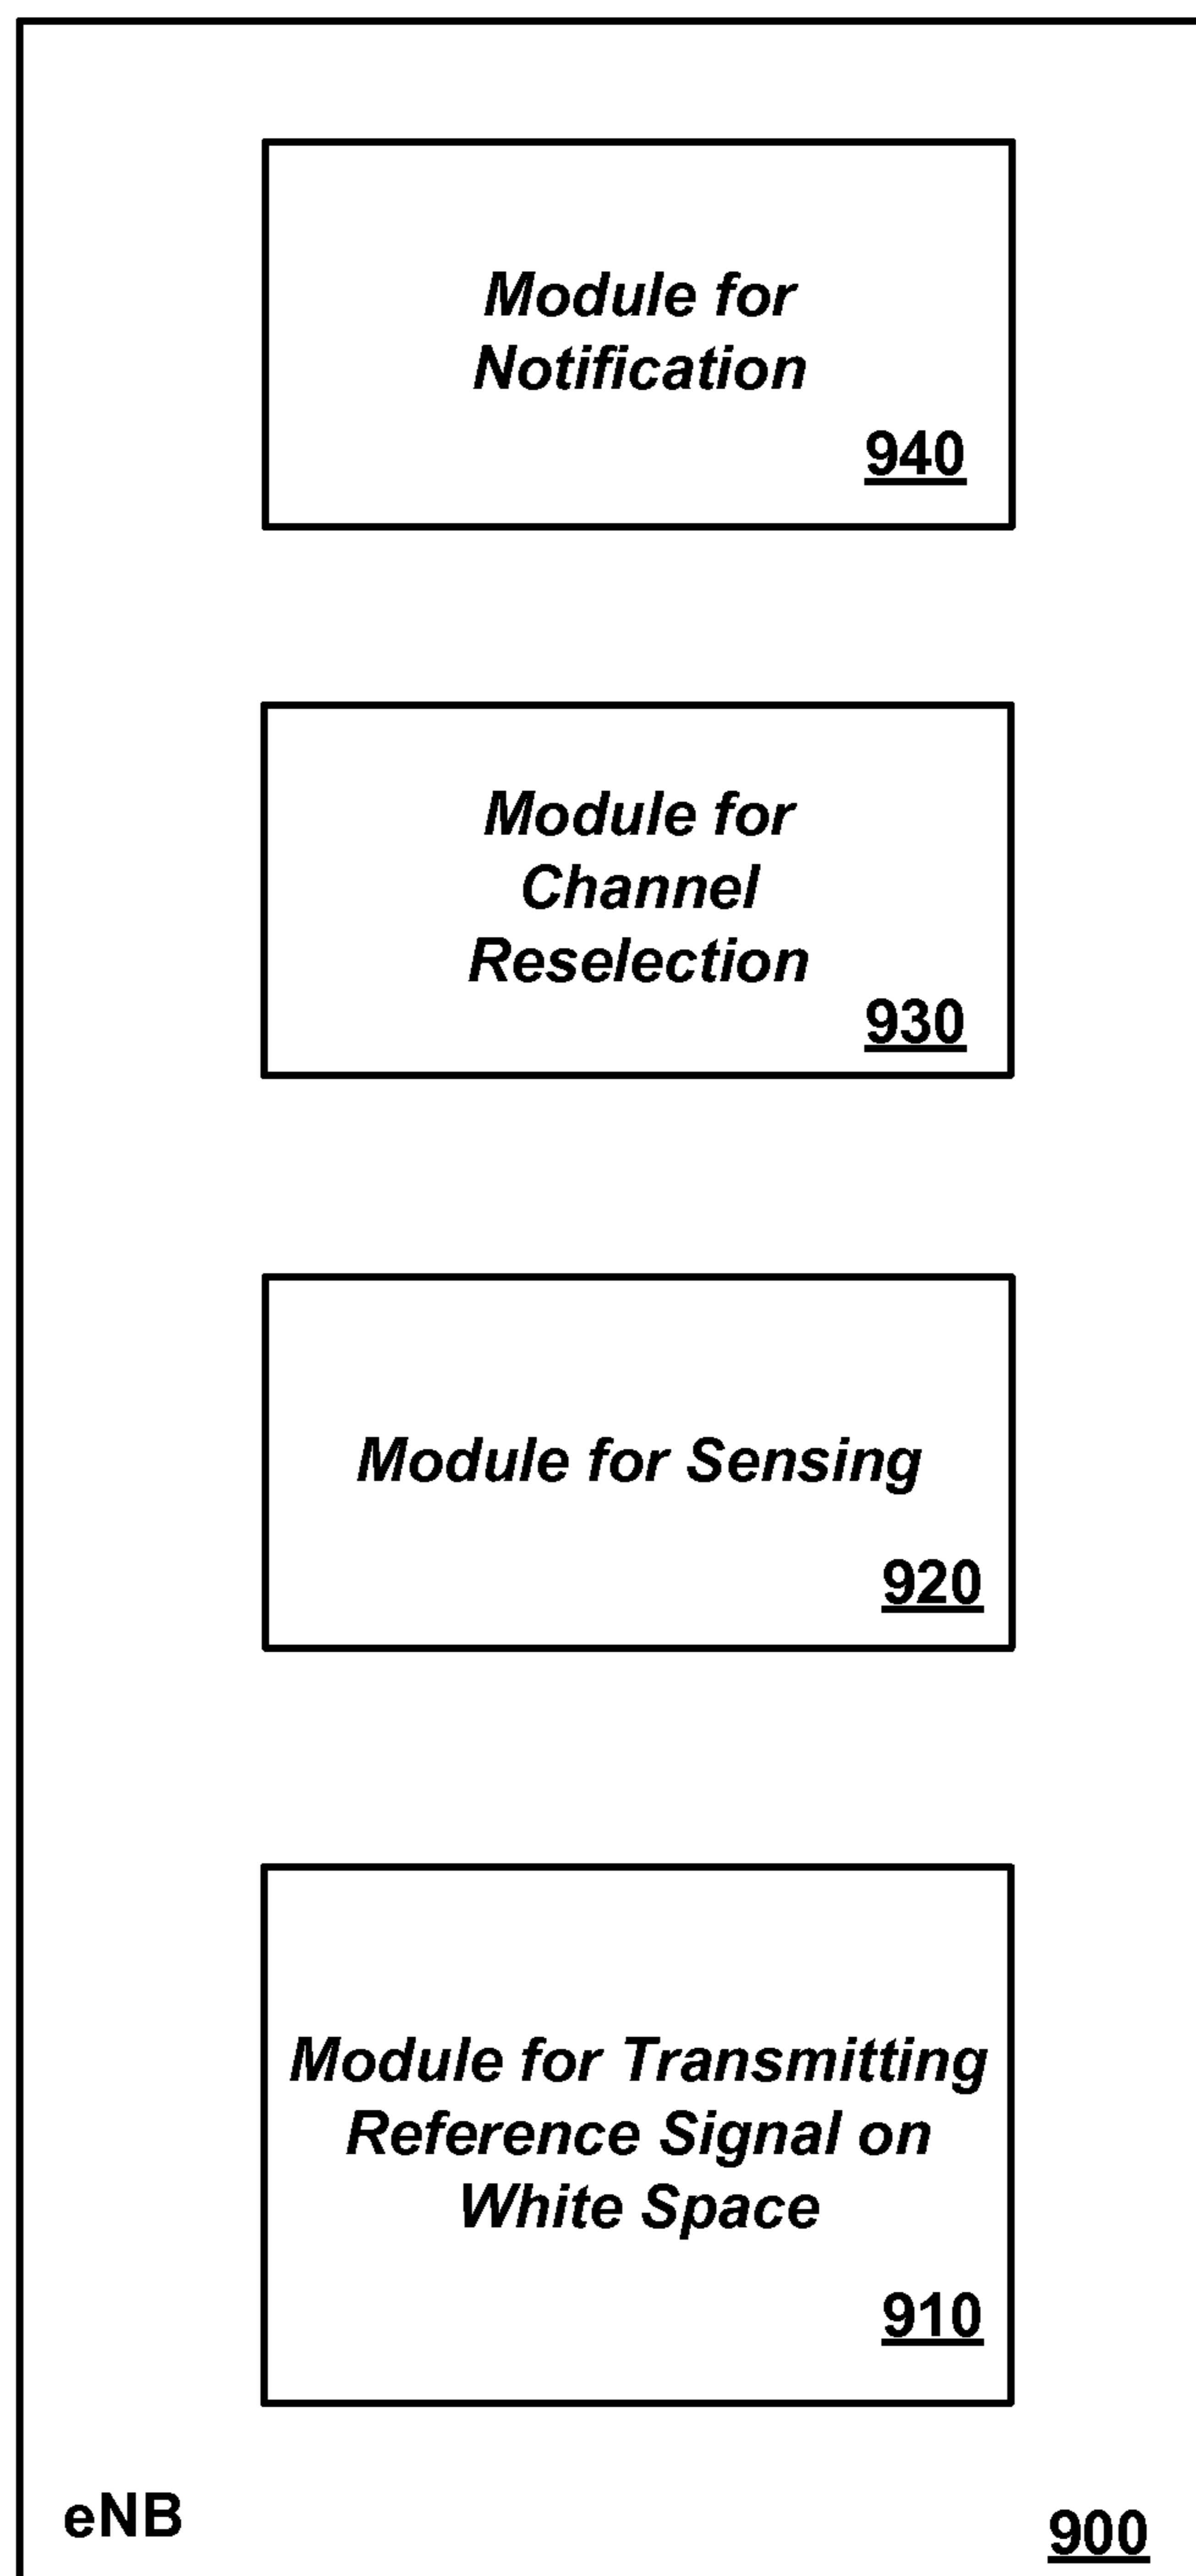 Module for
Notification
940
Module for
Channel
Reselection
930
Module for Sensing
920
Module for Transmitting
Reference Signal on
White Space
910
eNB
900